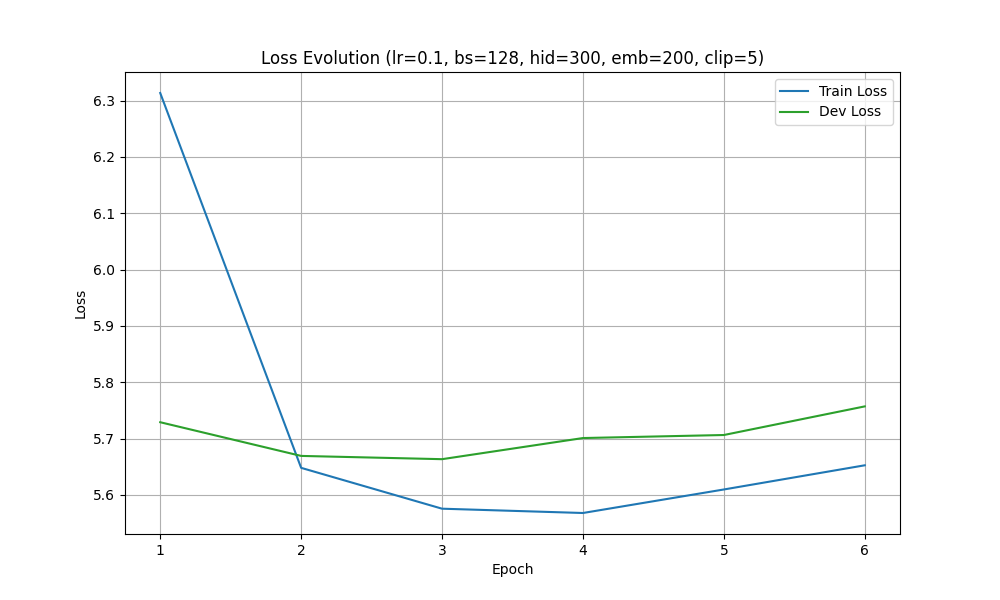 Loss Evolution (lr=0.1, bs=128, hid=300, emb=200, clip=5)
Train Loss
Dev Loss
6.3
6.2
6.1
6.0
5.9
5.8
5.7
5.6
Loss
1 2 3 4 5 6
Epoch